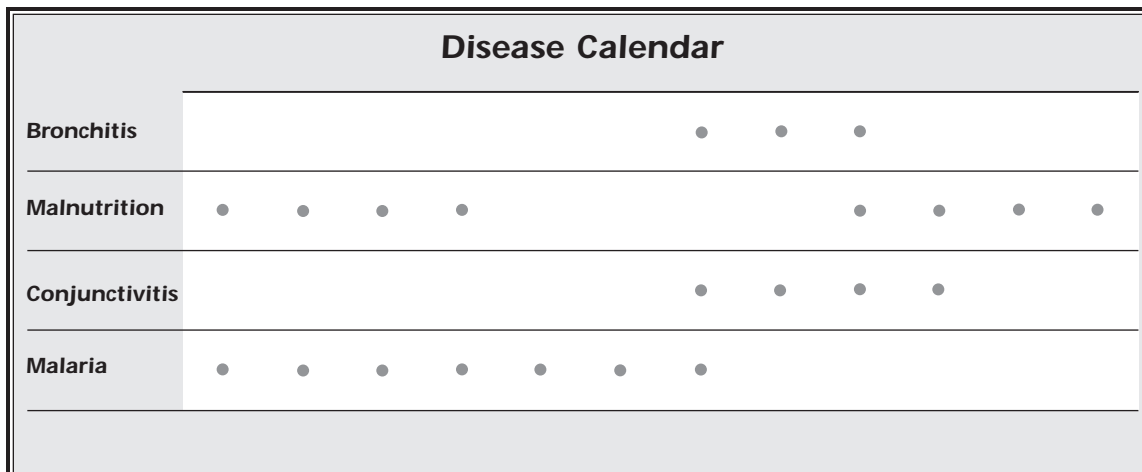 Disease Calendar
Bronchitis
Malnutrition
Conjunctivitis
Malaria